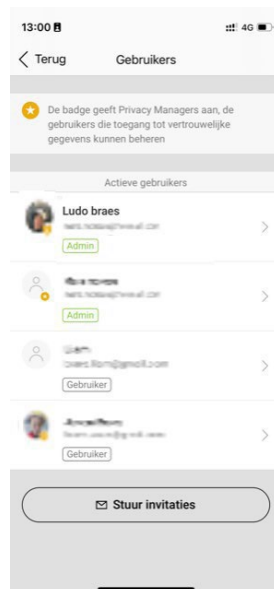 13:00
4G
Terug
Gebruikers
De badge geeft Privacy Managers aan, de
gebruikers die toegang tot vertrouwelijke
gegevens kunnen beheren
Actieve gebruikers
Ludo braes
Admin
Admin
Gebruiker
Gebruiker
Stuur invitaties